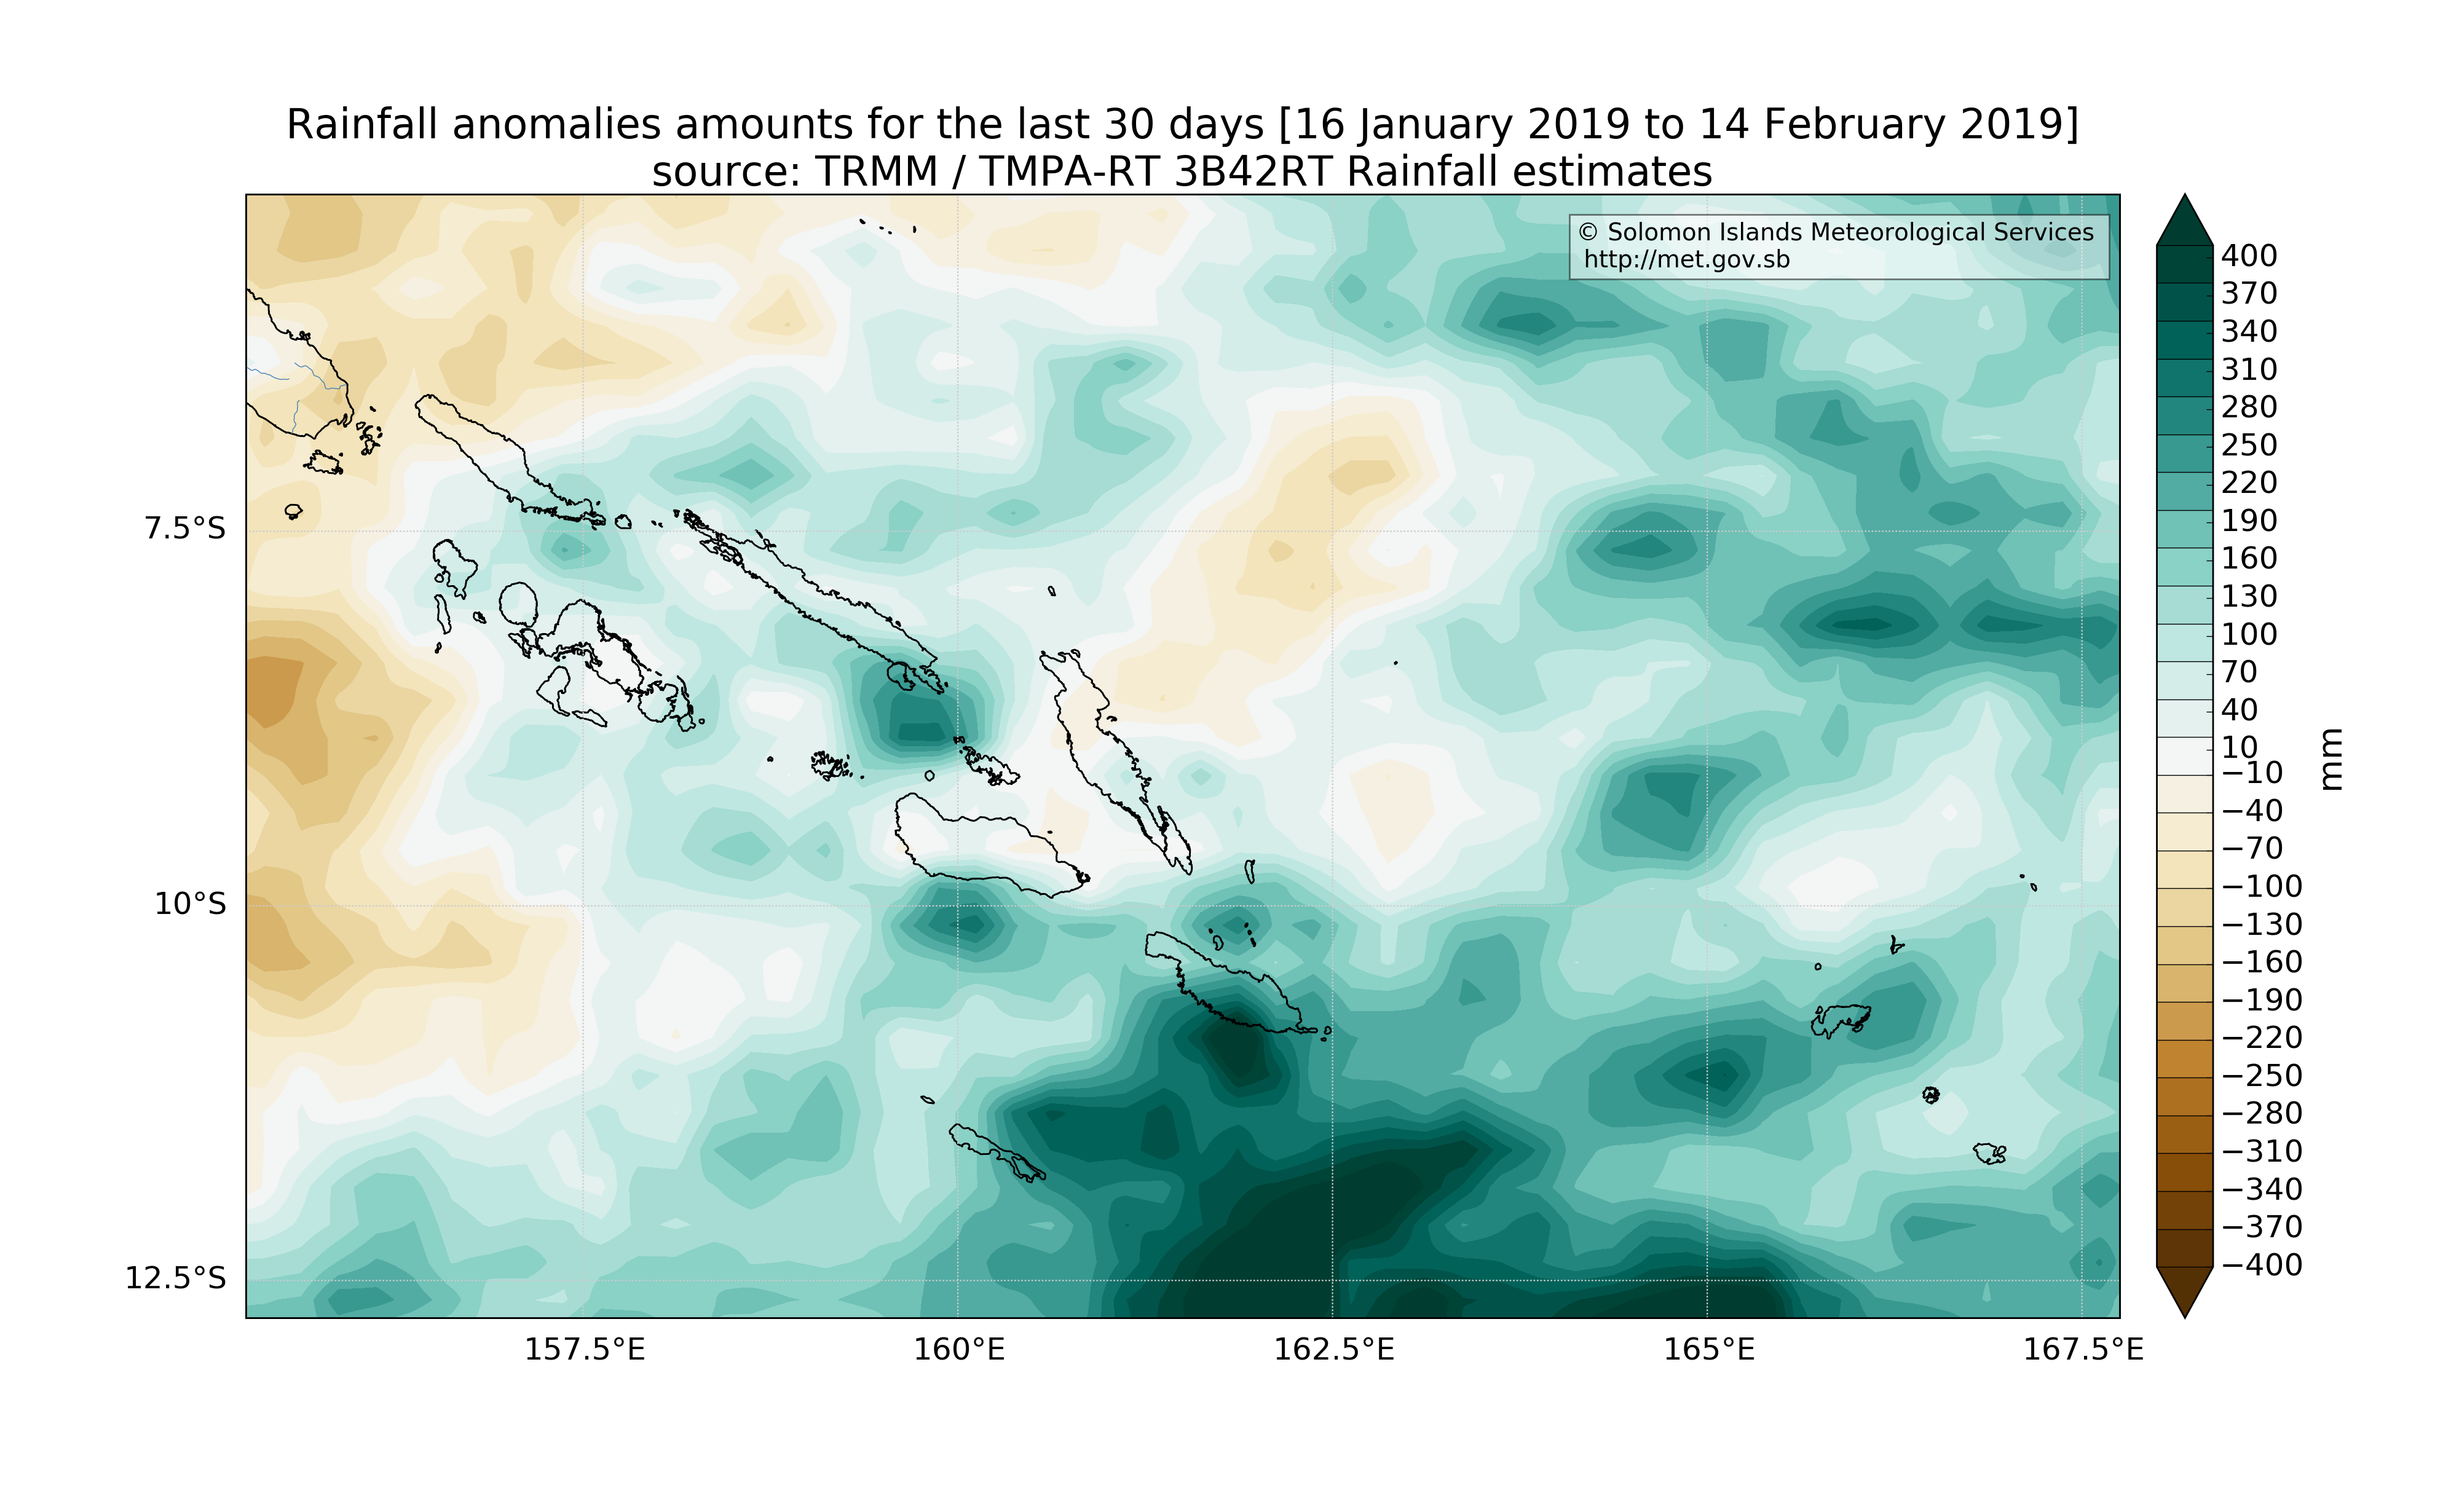 Rainfall anomalies amounts for the last 30 days [16 January 2019 to 14 February 2019]
source: TRMM / TMPA-RT 3B42RT Rainfall estimates
© Solomon Islands Meteorological Services
http://met.gov.sb
7.5°S
10°S
12.5°S
157.5°E
160°E
162.5°E
165°E
167.5°E
400
370
340
310
280
250
220
190
160
130
100
70
40
10
−10
−40
−70
−100
−130
−160
−190
−220
−250
−280
−310
−340
−370
−400
mm